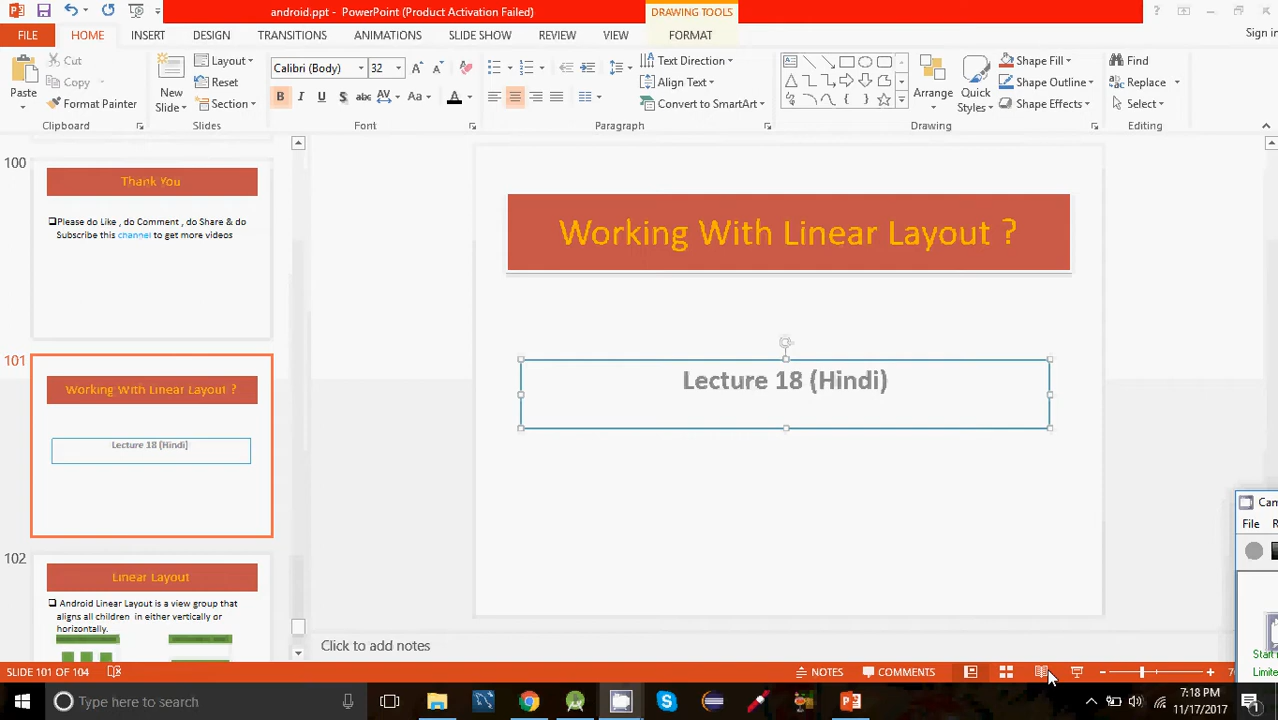 android.ppt - PowerPoint (Product Activation Failed)
DRAWING TOOLS
FILE
HOME
INSERT
DESIGN
TRANSITIONS
ANIMATIONS
SLIDE SHOW
REVIEW
VIEW
FORMAT
Sign in
Paste
Cut
Copy
Format Painter
Clipboard
New
Slide
Layout
Reset
Section
Slides
Calibri (Body)
32
B I U S abc AV Aa A
Font
Text Direction
Align Text
Convert to SmartArt
Paragraph
Arrange
Quick
Styles
Shape Fill
Shape Outline
Shape Effects
Drawing
Find
Replace
Select
Editing
100
Thank You
Please do Like , do Comment , do Share & do
Subscribe this channel to get more videos
101
Working With Linear Layout ?
Lecture 18 (Hindi)
102
Linear Layout
Android Linear Layout is a view group that
aligns all children in either vertically or
horizontally.
Working With Linear Layout ?
Lecture 18 (Hindi)
Cam
File
Start
Limite
Click to add notes
SLIDE 101 OF 104
NOTES
COMMENTS
Type here to search
7:18 PM
11/17/2017